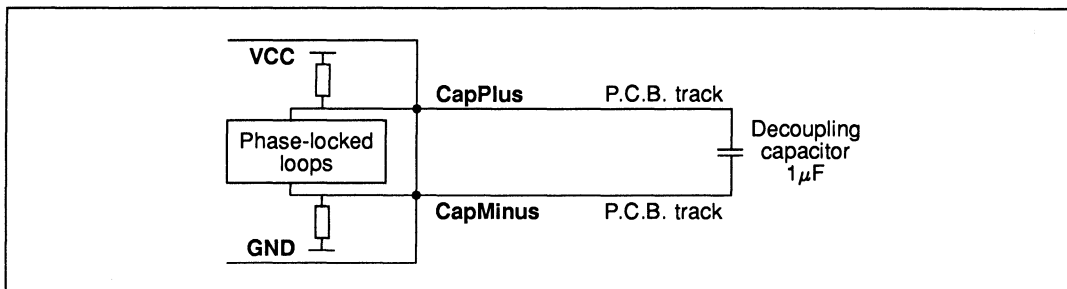 VCC
CapPlus
P.C.B. track
Phase-locked
loops
Decoupling
capacitor
1μF
CapMinus
P.C.B. track
GND